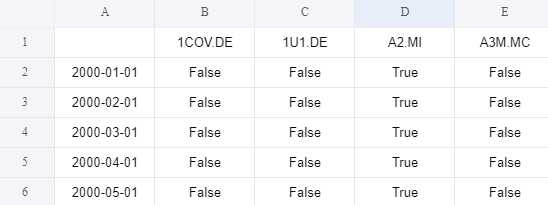 A B C D E
1 1COV.DE 1U1.DE A2.MI A3M.MC
2 2000-01-01 False False True False
3 2000-02-01 False False True False
4 2000-03-01 False False True False
5 2000-04-01 False False True False
6 2000-05-01 False False True False